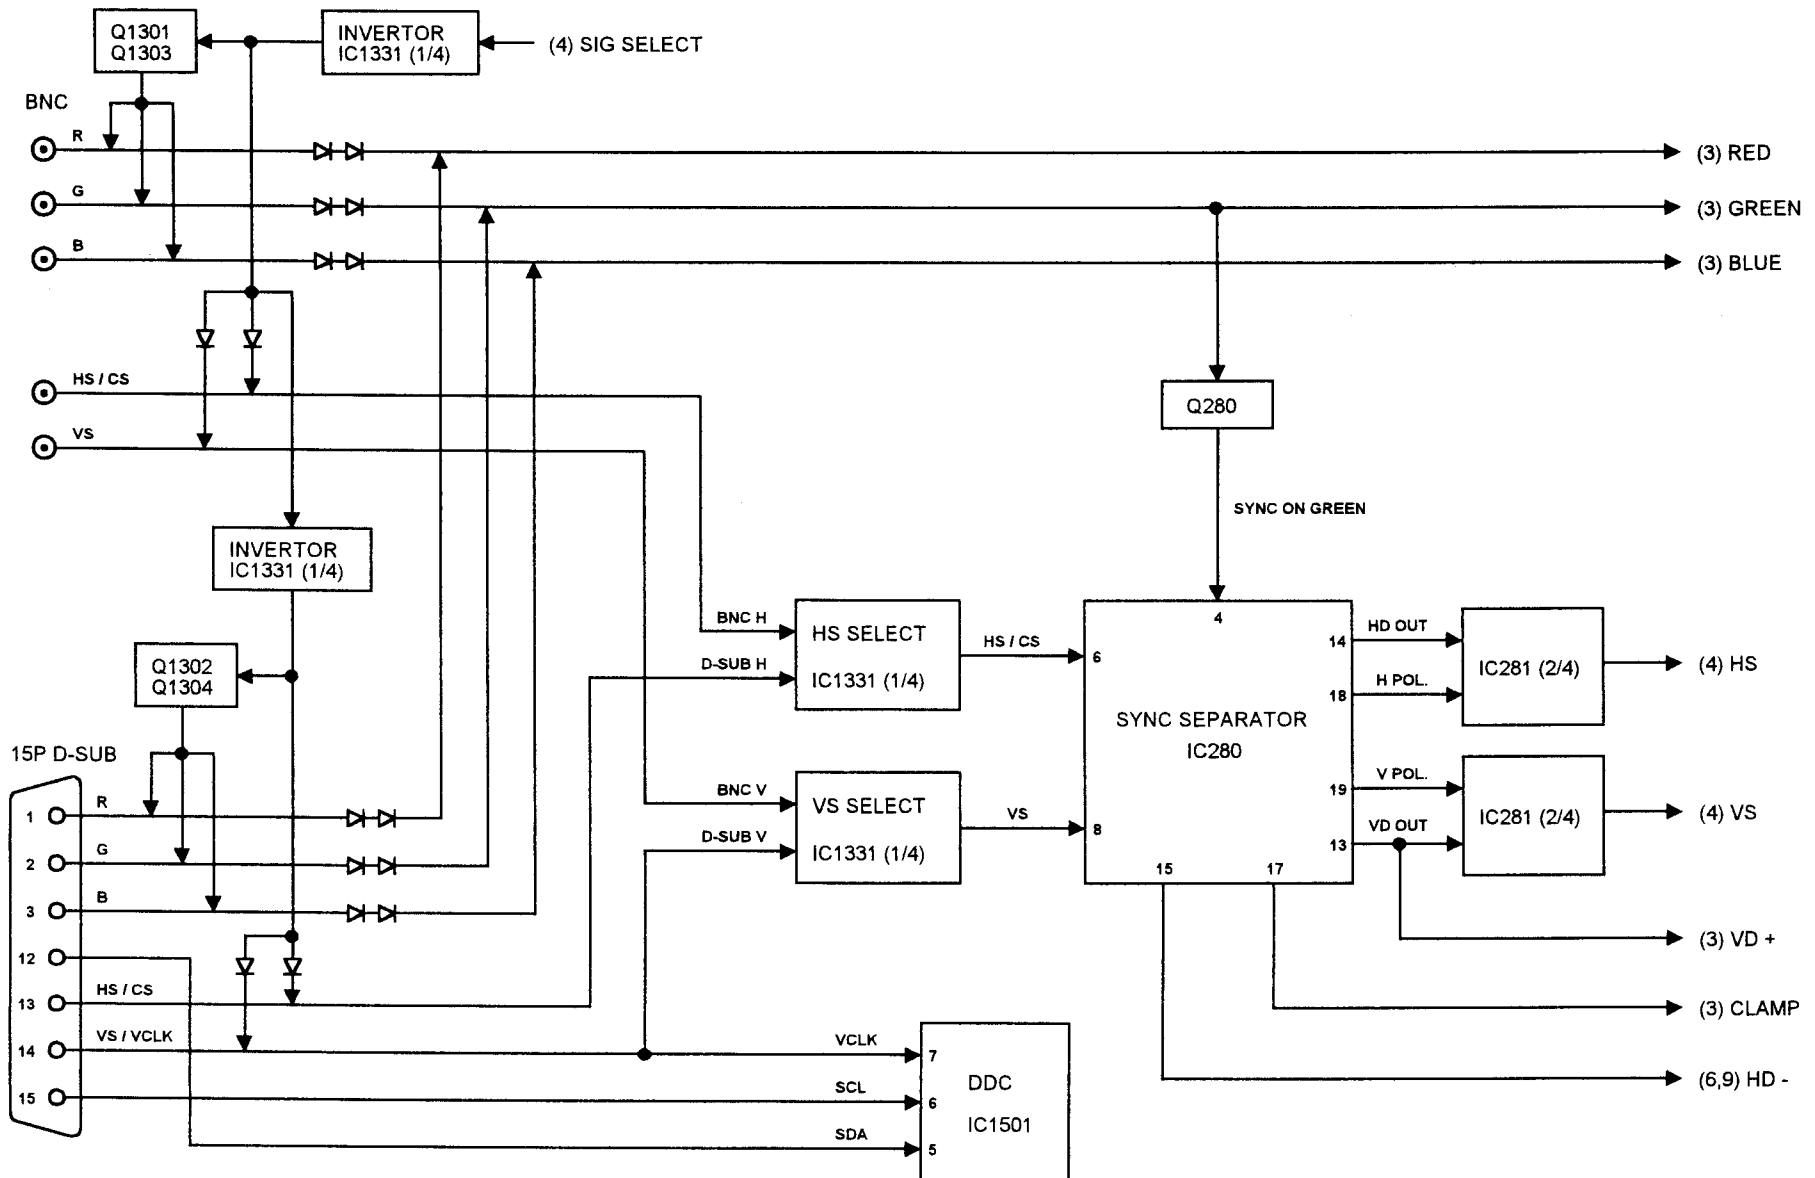 Q1301
Q1303
INVERTOR
IC1331 (1/4)
(4) SIG SELECT
BNC
R
(3) RED
G
(3) GREEN
B
(3) BLUE
HS / CS
VS
Q280
SYNC ON GREEN
INVERTOR
IC1331 (1/4)
BNC H
D-SUB H
HS SELECT
IC1331 (1/4)
HS / CS
BNC V
D-SUB V
VS SELECT
IC1331 (1/4)
VS
4
6
8
SYNC SEPARATOR
IC280
14
18
19
13
15
17
HD OUT
H POL.
IC281 (2/4)
(4) HS
V POL.
VD OUT
IC281 (2/4)
(4) VS
(3) VD +
(3) CLAMP
(6,9) HD -
Q1302
Q1304
15P D-SUB
1
R
2
G
3
B
12
13
HS / CS
14
VS / VCLK
15
VCLK
SCL
SDA
7
6
5
DDC
IC1501